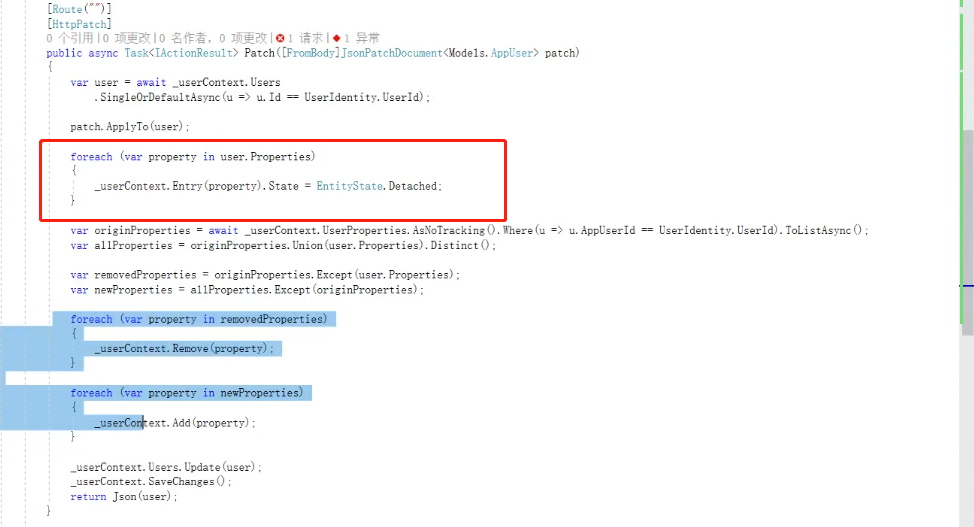 [Route("")]
[HttpPatch]
0 个引用|0 项更改|0 名作者, 0 项更改|1 请求|1 异常
public async Task<IActionResult> Patch([FromBody]JsonPatchDocument<Models.AppUser> patch)
{
var user = await _userContext.Users
.SingleOrDefaultAsync(u => u.Id == UserIdentity.UserId);
patch.ApplyTo(user);
foreach (var property in user.Properties)
{
_userContext.Entry(property).State = EntityState.Detached;
}
var originProperties = await _userContext.UserProperties.AsNoTracking().Where(u => u.AppUserId == UserIdentity.UserId).ToListAsync();
var allProperties = originProperties.Union(user.Properties).Distinct();
var removedProperties = originProperties.Except(user.Properties);
var newProperties = allProperties.Except(originProperties);
foreach (var property in removedProperties)
{
_userContext.Remove(property);
}
foreach (var property in newProperties)
{
_userContext.Add(property);
}
_userContext.Users.Update(user);
_userContext.SaveChanges();
return Json(user);
}